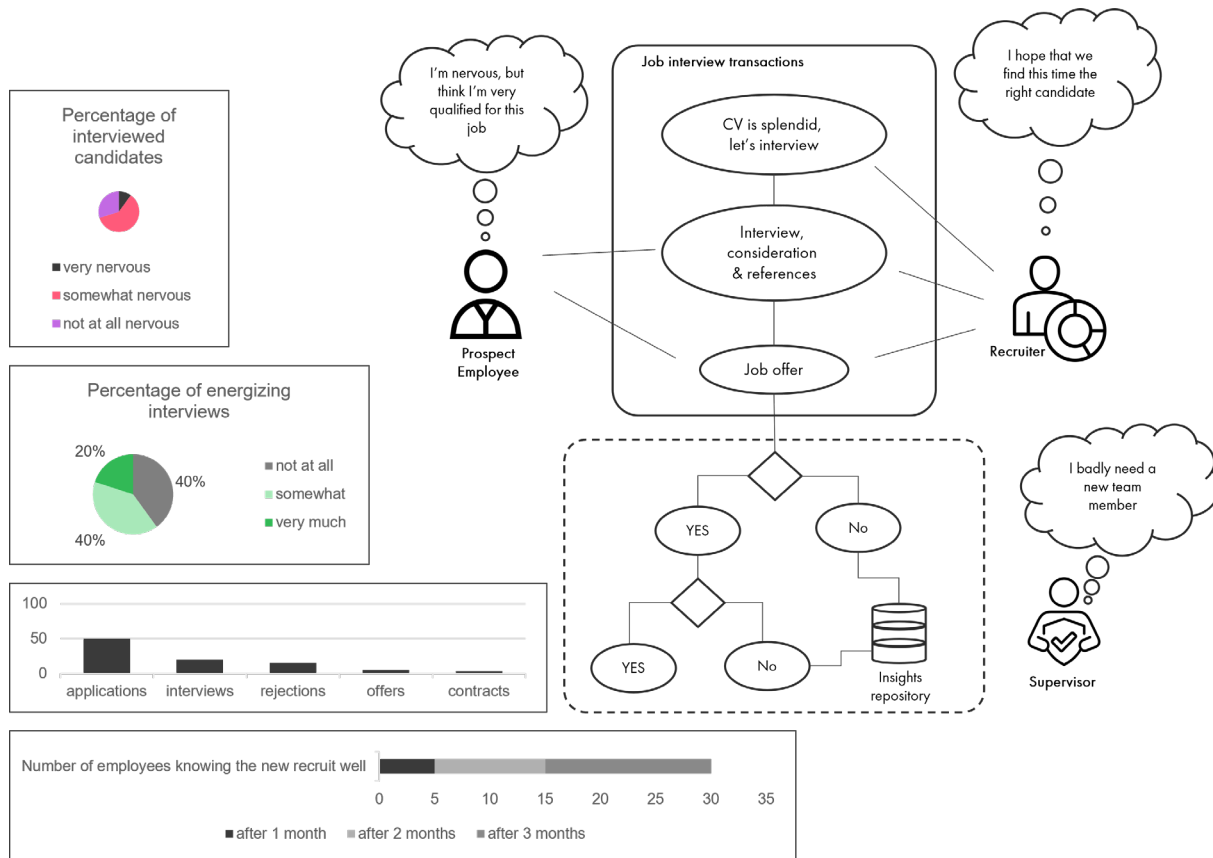 Percentage of
interviewed
candidates
very nervous
somewhat nervous
not at all nervous
Percentage of energizing
interviews
20%
40%
40%
not at all
somewhat
very much
100
50
0
applications
interviews
rejections
offers
contracts
Number of employees knowing the new recruit well
0
5
10
15
20
25
30
35
after 1 month
after 2 months
after 3 months
I'm nervous, but
think I'm very
qualified for this
job
Prospect
Employee
Job interview transactions
CV is splendid,
let's interview
Interview,
consideration
& references
Job offer
YES
No
YES
No
Insights
repository
I hope that we
find this time the
right candidate
Recruiter
I badly need a
new team
member
Supervisor